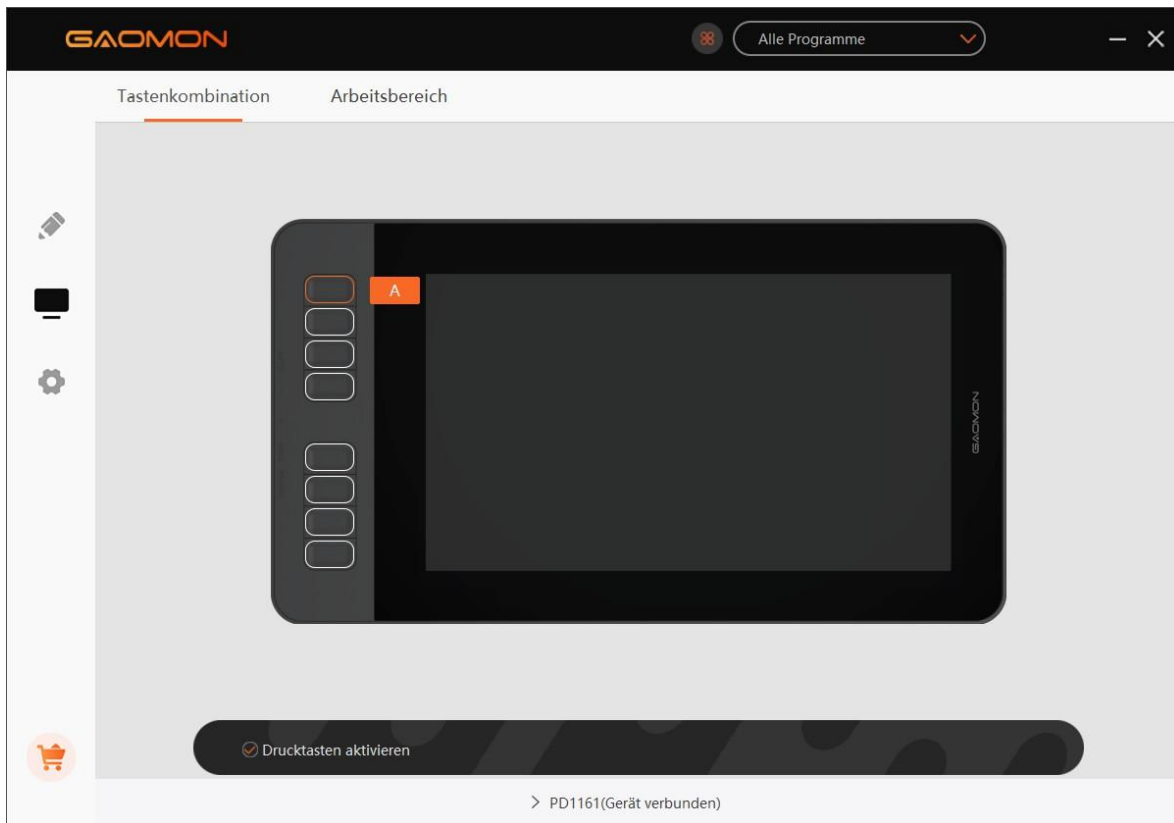 GAOMON
Alle Programme
Tastenkombination
Arbeitsbereich
A
GAOMON
Drucktasten aktivieren
PD1161(Gerät verbunden)